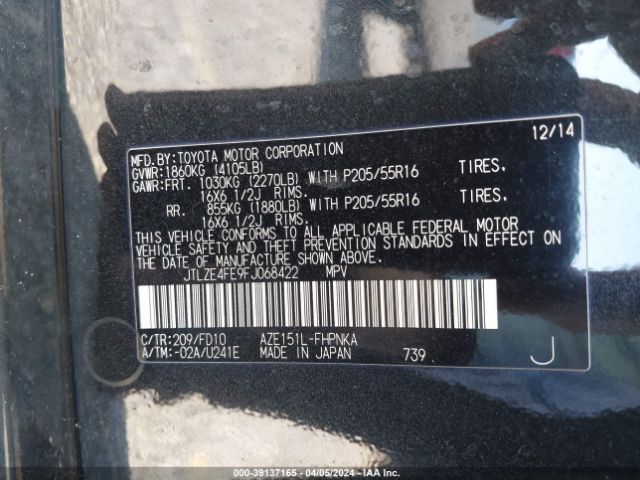 12/14
MFD.BY:TOYOTA MOTOR CORPORATION
GVWR:1860KG (4105LB)
GAWR:FRT. 1030KG (2270LB) WITH P205/55R16 TIRES.
16X6 1/2J RIMS.
RR. 855KG (1880LB) WITH P205/55R16 TIRES.
16X6 1/2J RIMS.
THIS VEHICLE CONFORMS TO ALL APPLICABLE FEDERAL MOTOR
VEHICLE SAFETY AND THEFT PREVENTION STANDARDS IN EFFECT ON
THE DATE OF MANUFACTURE SHOWN ABOVE.
JTLZE4FE9FJ068422 MPV
C/TR:209/FD10 AZE151L-FHPNKA
A/TM:-02A/U241E MADE IN JAPAN 739 J
000-39137165 - 04/05/2024 - IAAI.COM